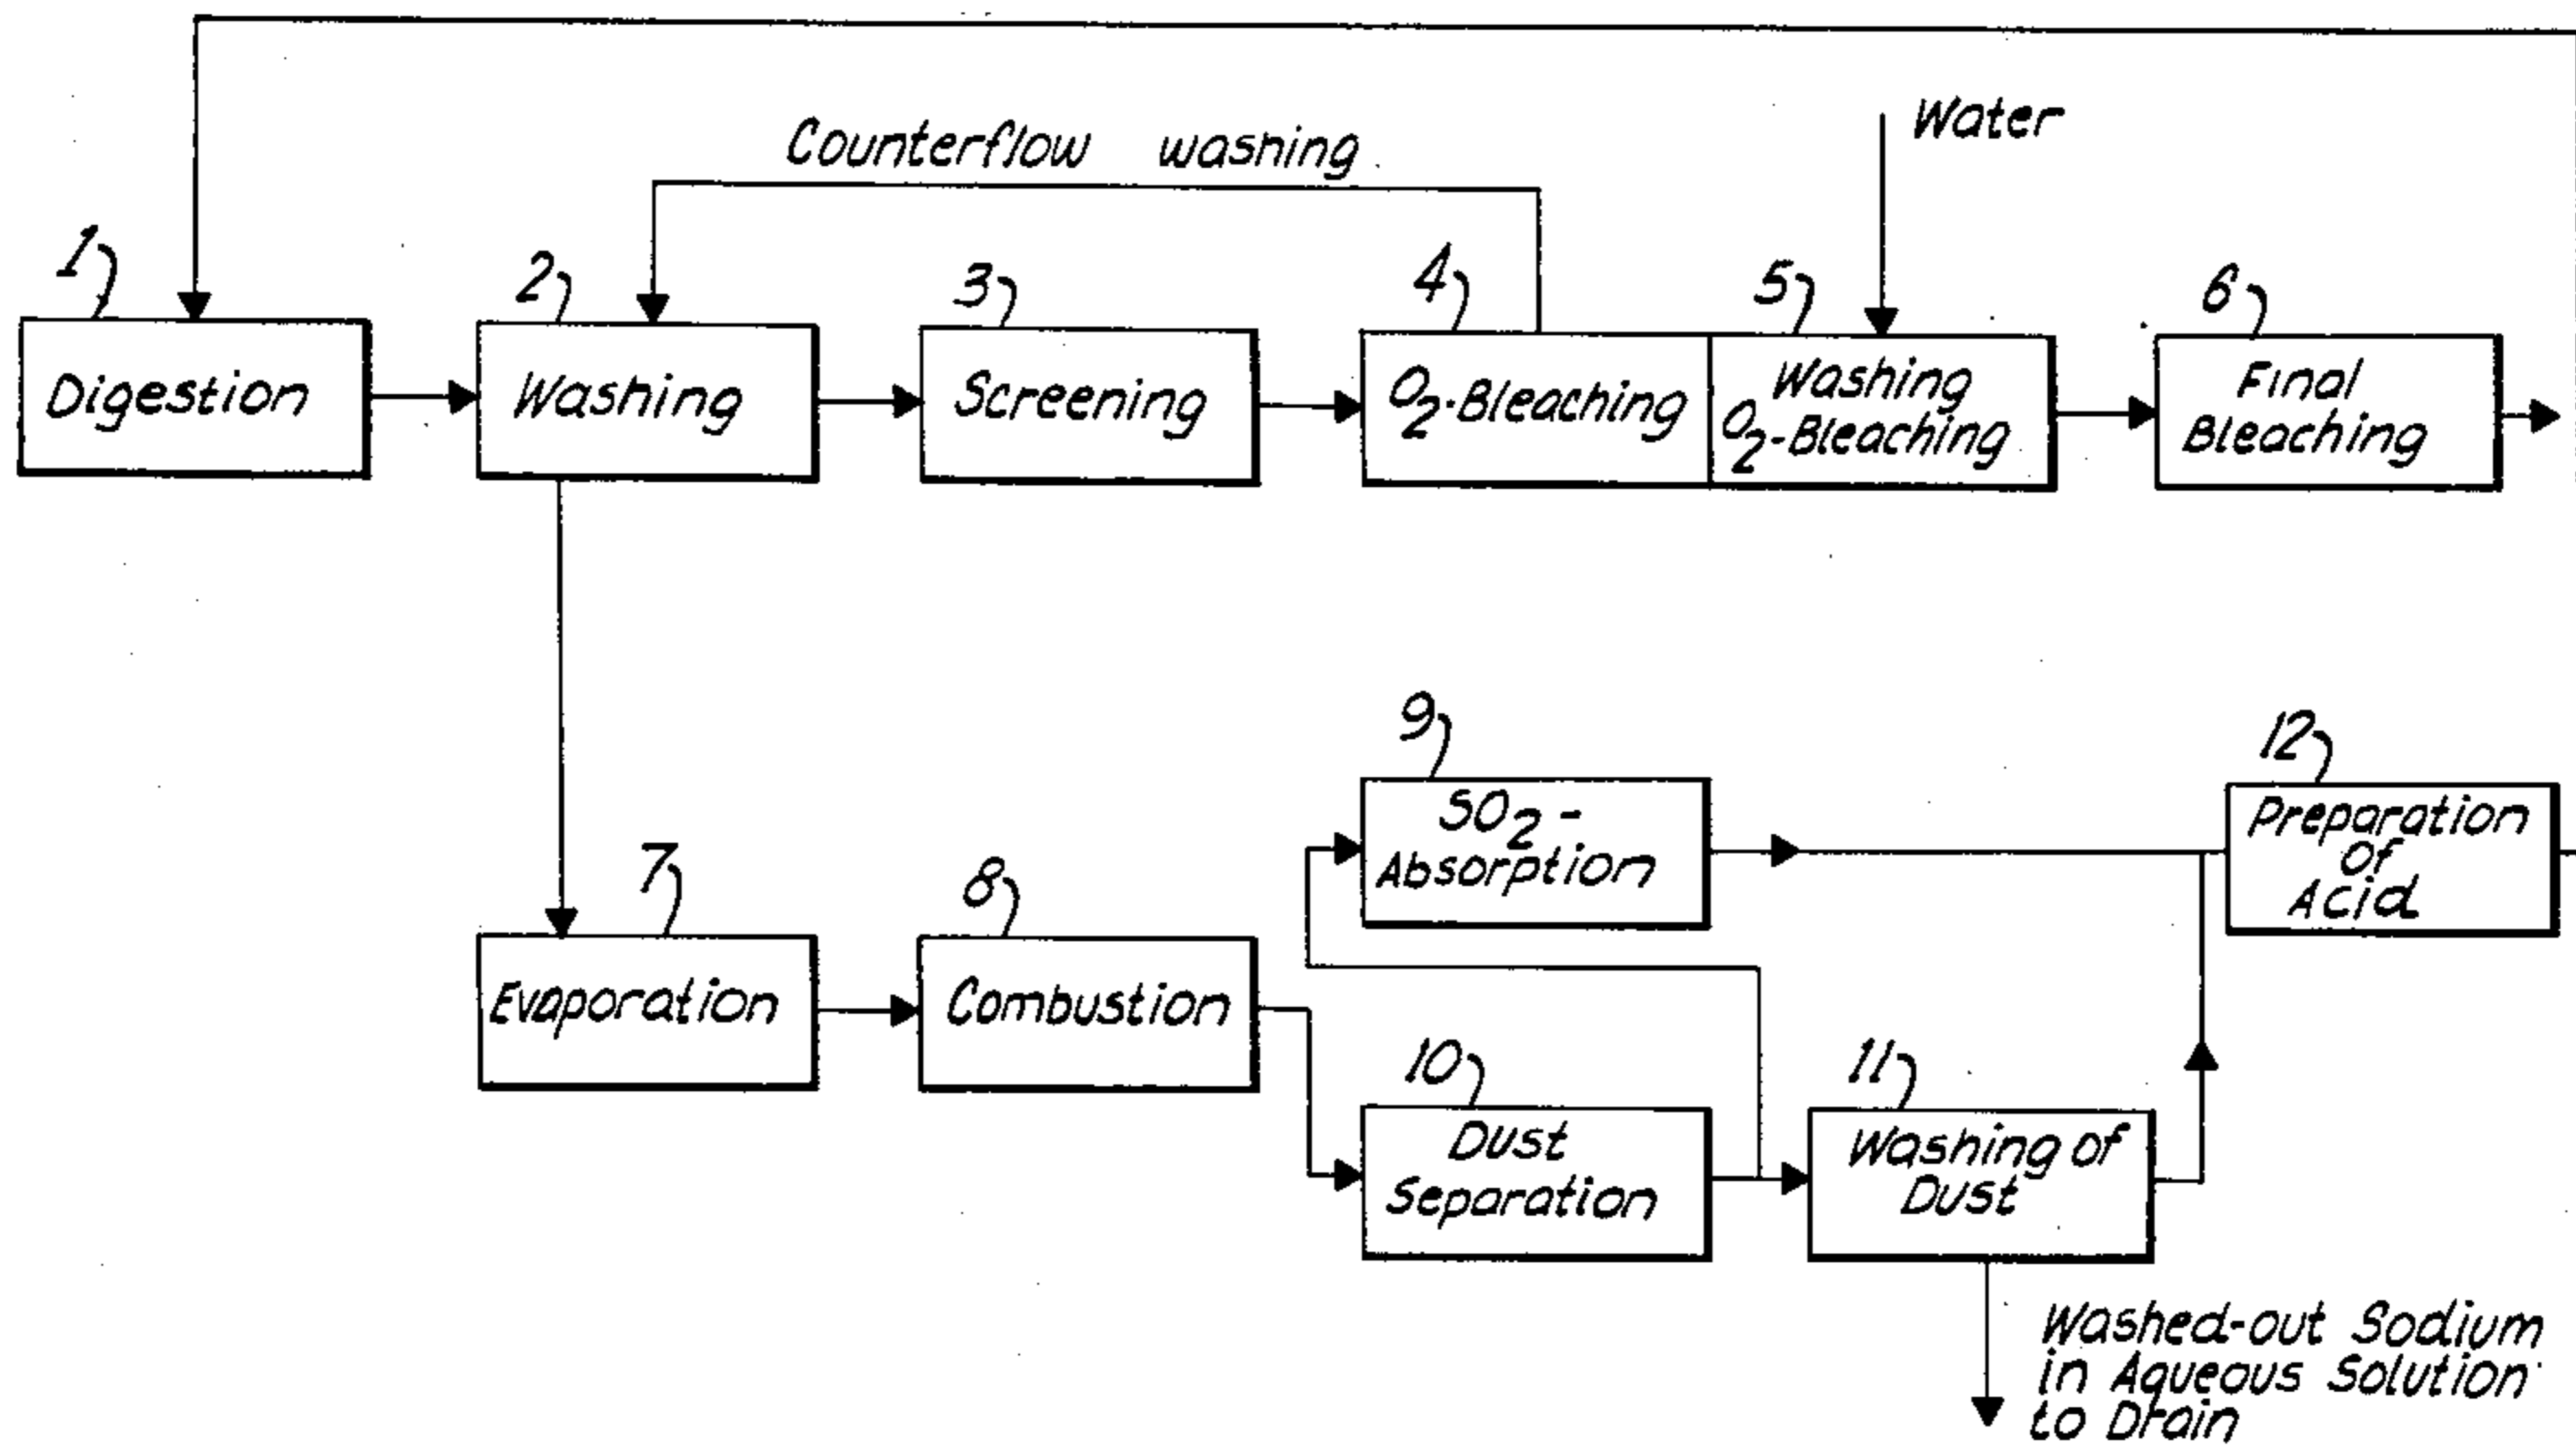 Counterflow washing
Water
1
2
3
4
5
6
Digestion
Washing
Screening
O2-Bleaching
Washing
O2-Bleaching
Final
Bleaching
7
8
9
10
11
12
Evaporation
Combustion
SO2-
Absorption
Dust
Separation
Washing of
Dust
Preparation
of
Acid
Washed-out Sodium
in Aqueous Solution
to Drain